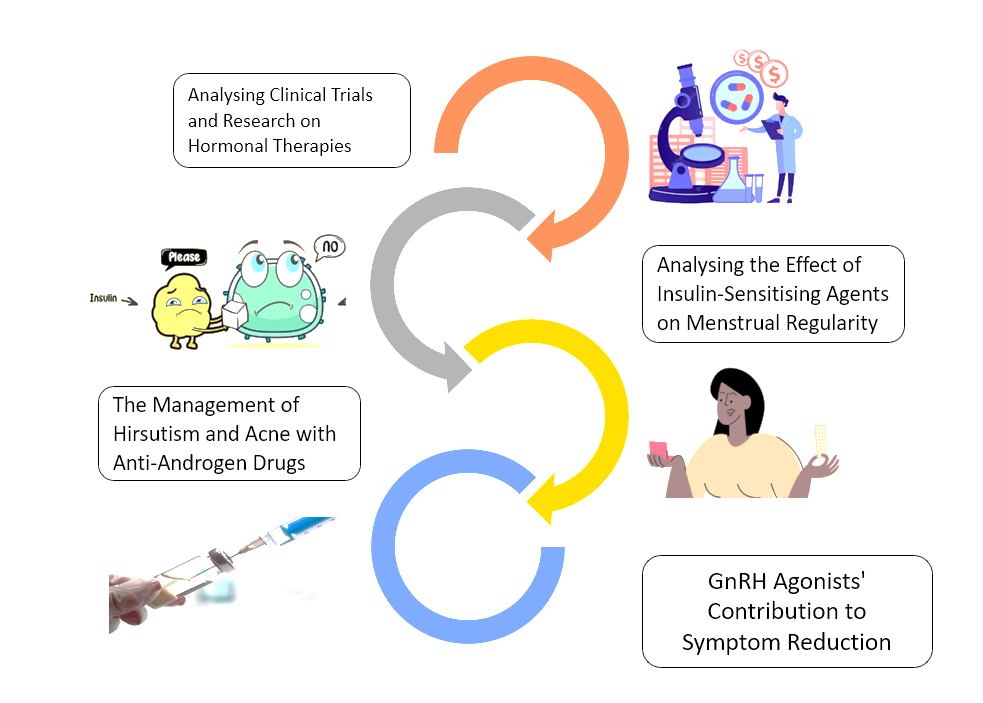 Analysing Clinical Trials
and Research on
Hormonal Therapies
$
$
$
Please
NO
Insulin
Analysing the Effect of
Insulin-Sensitising Agents
on Menstrual Regularity
The Management of
Hirsutism and Acne with
Anti-Androgen Drugs
GnRH Agonists'
Contribution to
Symptom Reduction